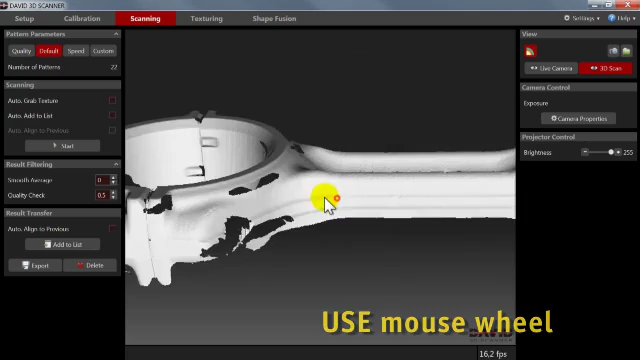 DAVID 3D SCANNER
Setup
Calibration
Scanning
Texturing
Shape Fusion
Settings
Help
Pattern Parameters
Quality
Default
Speed
Custom
Number of Patterns
22
Scanning
Auto. Grab Texture
Auto. Add to List
Auto. Align to Previous
Start
Result Filtering
Smooth Average
0
Quality Check
0.5
Result Transfer
Auto. Align to Previous
Add to List
Export
Delete
View
Live Camera
3D Scan
Camera Control
Exposure
Camera Properties
Projector Control
Brightness
255
USE mouse wheel
16,2 fps